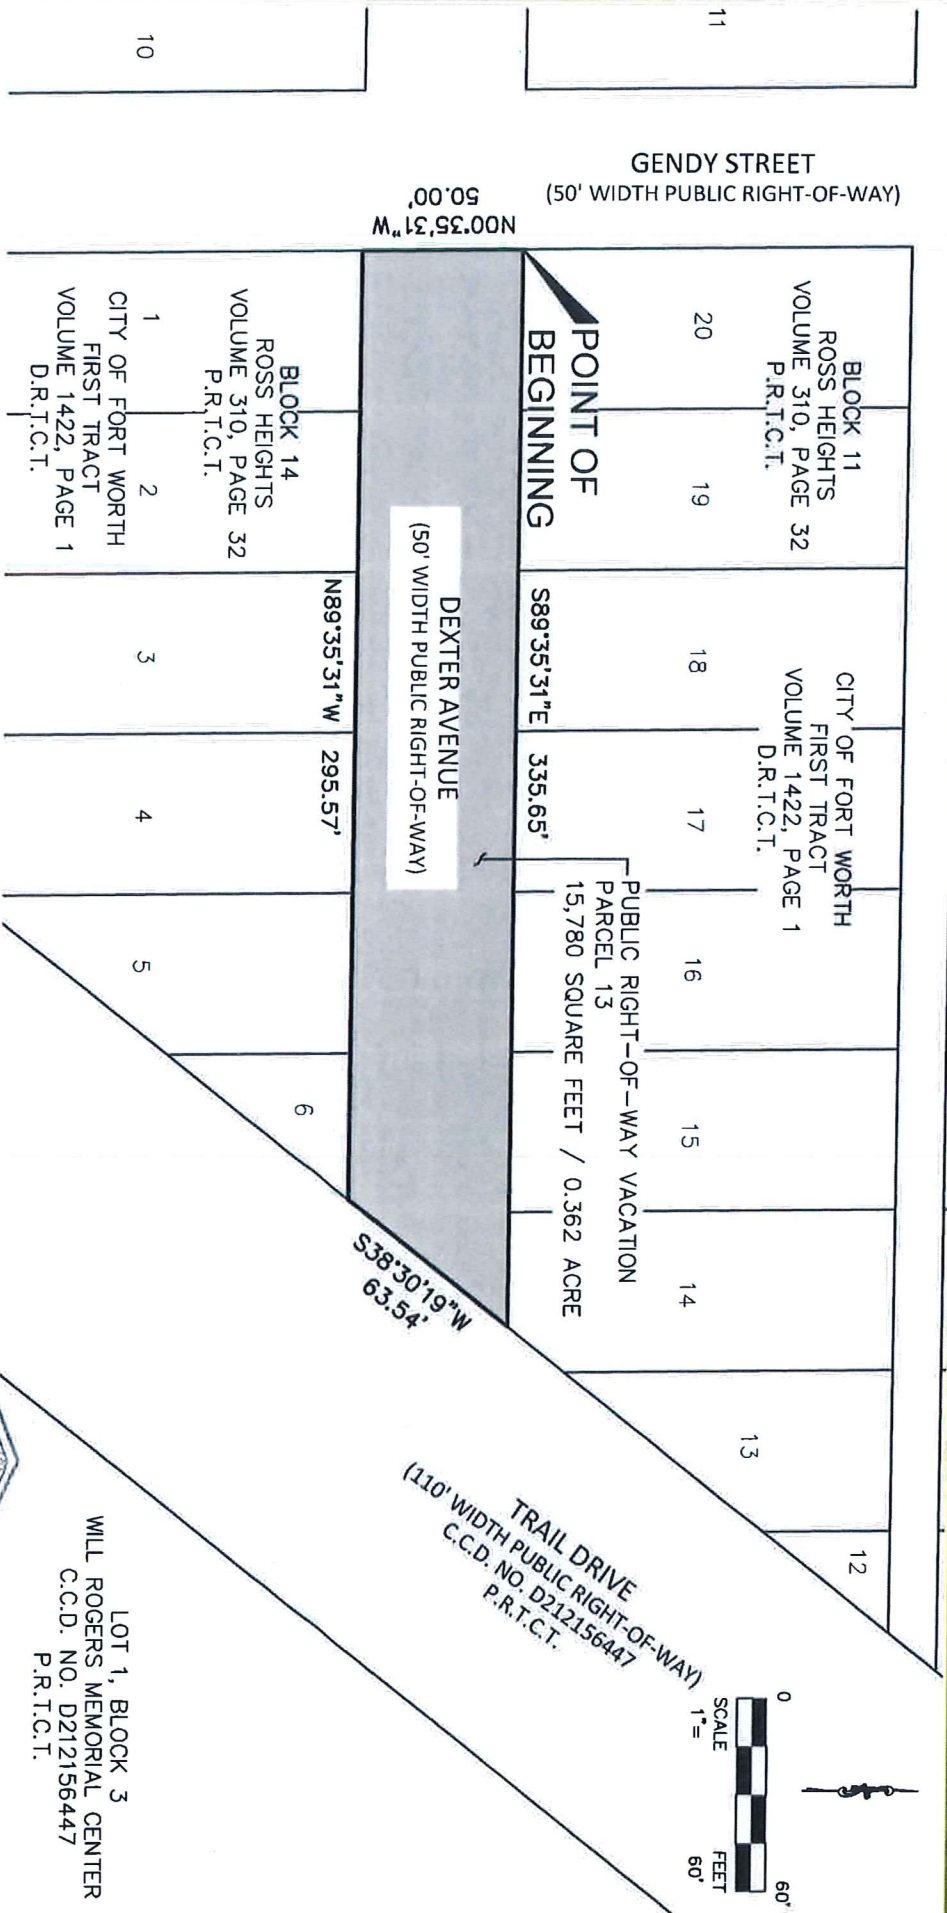 11
10
GENDY STREET
(50' WIDTH PUBLIC RIGHT-OF-WAY)
N00°35'31"W
50.00'
BLOCK 11
ROSS HEIGHTS
VOLUME 310, PAGE 32
P.R.T.C.T.
CITY OF FORT WORTH
FIRST TRACT
VOLUME 1422, PAGE 1
D.R.T.C.T.
20
19
18
17
16
15
14
13
12
POINT OF
BEGINNING
PUBLIC RIGHT-OF-WAY VACATION
PARCEL 13
15,780 SQUARE FEET / 0.362 ACRE
S89°35'31"E 335.65'
DEXTER AVENUE
(50' WIDTH PUBLIC RIGHT-OF-WAY)
N89°35'31"W 295.57'
S38°30'19"W
63.54'
BLOCK 14
ROSS HEIGHTS
VOLUME 310, PAGE 32
P.R.T.C.T.
1
2
3
4
5
6
CITY OF FORT WORTH
FIRST TRACT
VOLUME 1422, PAGE 1
D.R.T.C.T.
TRAIL DRIVE
(110' WIDTH PUBLIC RIGHT-OF-WAY)
C.C.D. NO. D212156447
P.R.T.C.T.
0 60'
SCALE FEET
1"= 60'
LOT 1, BLOCK 3
WILL ROGERS MEMORIAL CENTER
C.C.D. NO. D212156447
P.R.T.C.T.